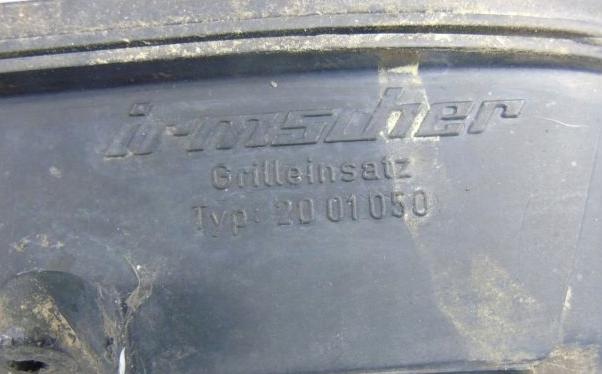 irmscher
Grilleinsatz
Typ: 20 01 050